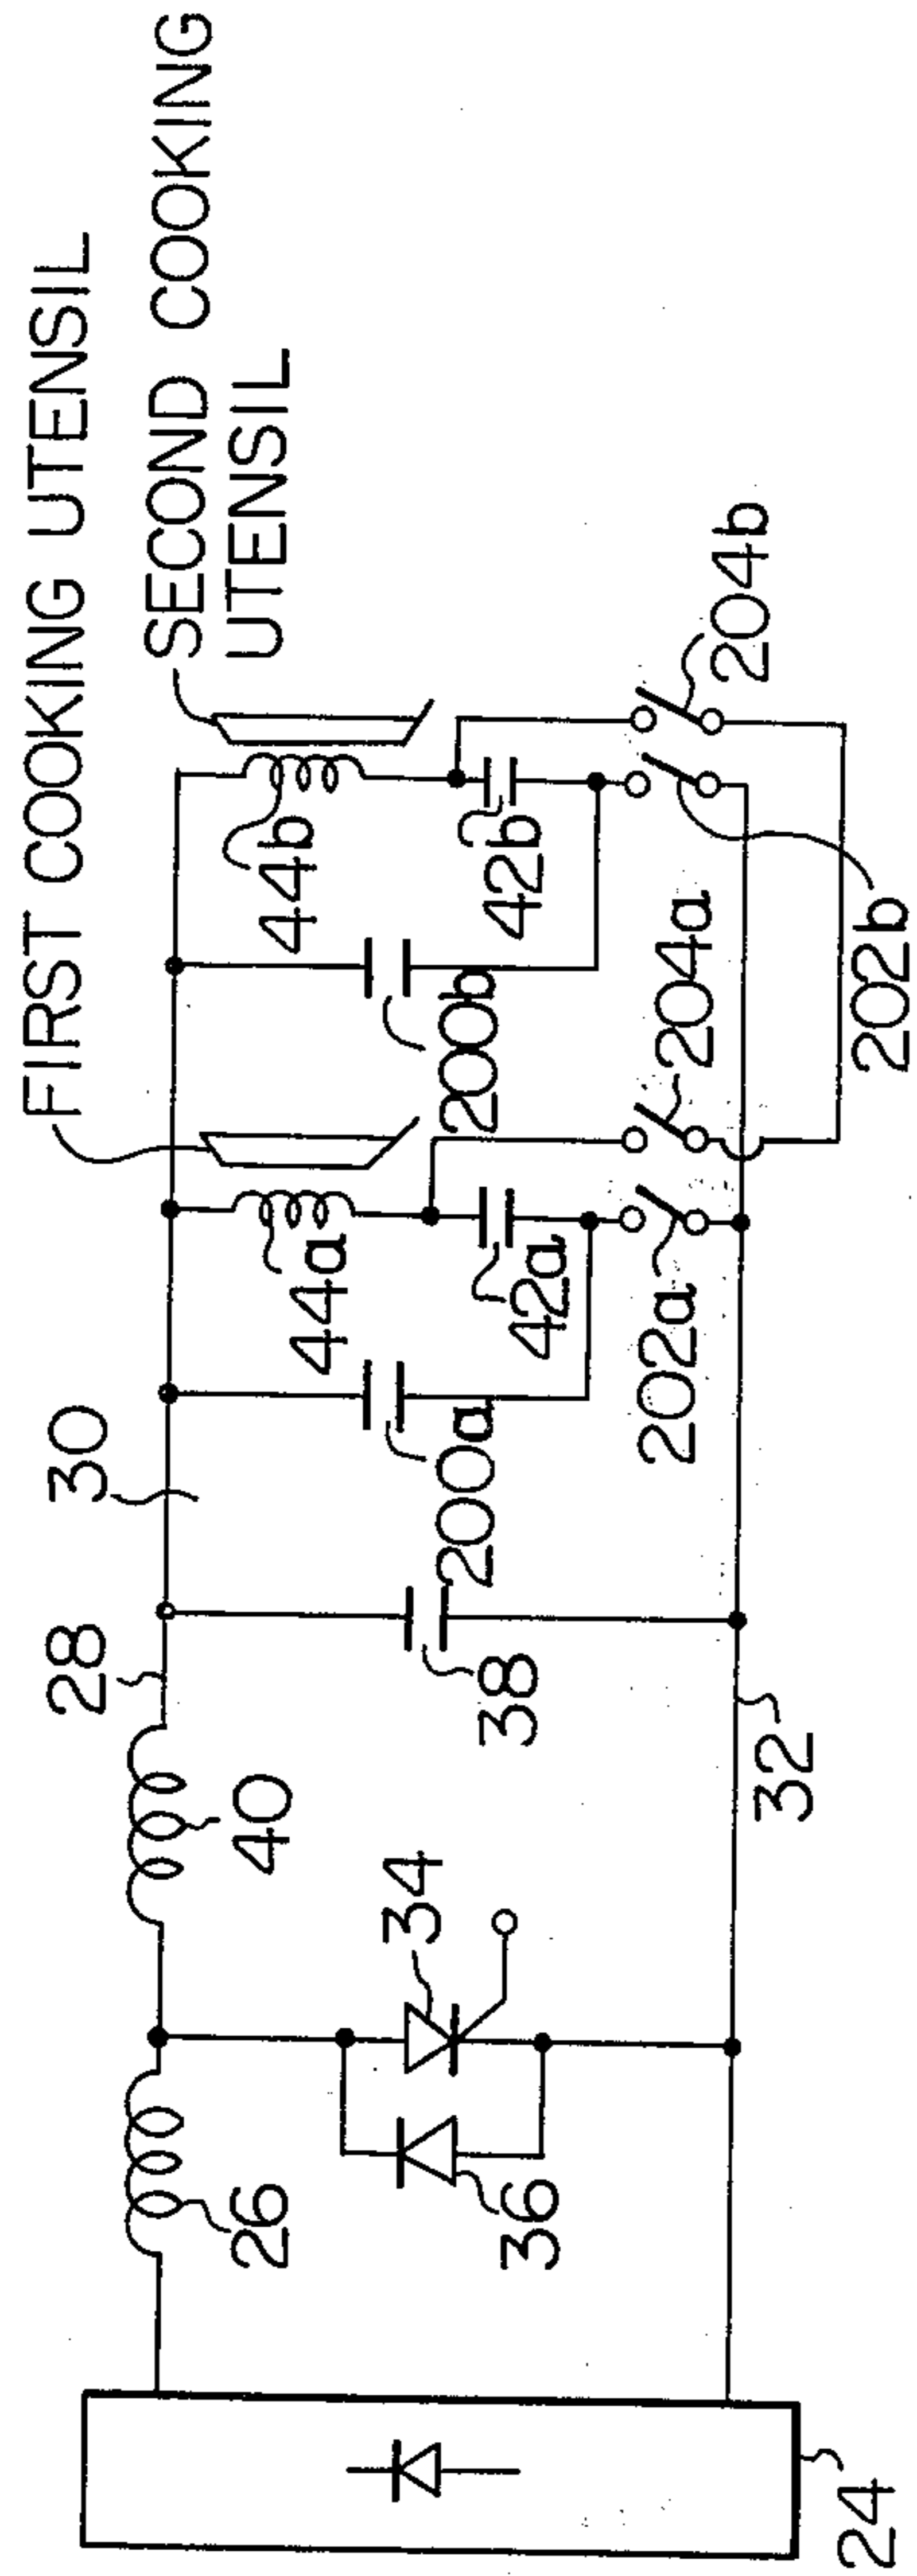 FIRST COOKING UTENSIL
SECOND COOKING
UTENSIL
28
30
44a
44b
40
26
34
36
38
200a
42a
200b
42b
202a
204a
204b
32
202b
24